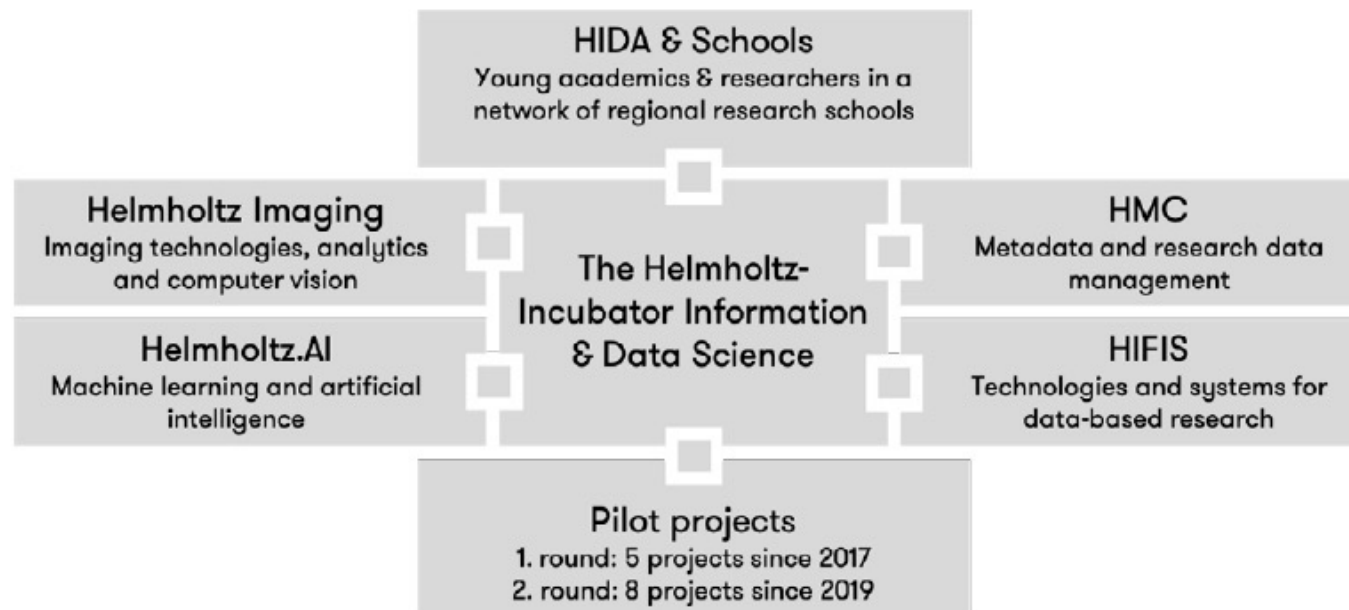 HIDA & Schools
Young academics & researchers in a
network of regional research schools
Helmholtz Imaging
Imaging technologies, analytics
and computer vision
Helmholtz.AI
Machine learning and artificial
intelligence
The Helmholtz-
Incubator Information
& Data Science
HMC
Metadata and research data
management
HIFIS
Technologies and systems for
data-based research
Pilot projects
1. round: 5 projects since 2017
2. round: 8 projects since 2019